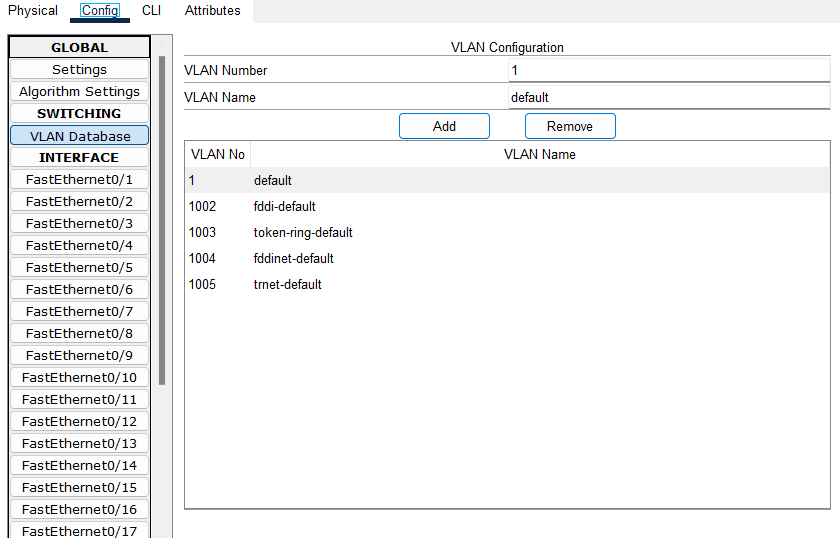 Physical Config CLI Attributes
GLOBAL
Settings
Algorithm Settings
SWITCHING
VLAN Database
INTERFACE
FastEthernet0/1
FastEthernet0/2
FastEthernet0/3
FastEthernet0/4
FastEthernet0/5
FastEthernet0/6
FastEthernet0/7
FastEthernet0/8
FastEthernet0/9
FastEthernet0/10
FastEthernet0/11
FastEthernet0/12
FastEthernet0/13
FastEthernet0/14
FastEthernet0/15
FastEthernet0/16
FastEthernet0/17
VLAN Configuration
VLAN Number 1
VLAN Name default
Add Remove
VLAN No VLAN Name
1 default
1002 fddi-default
1003 token-ring-default
1004 fddinet-default
1005 trnet-default